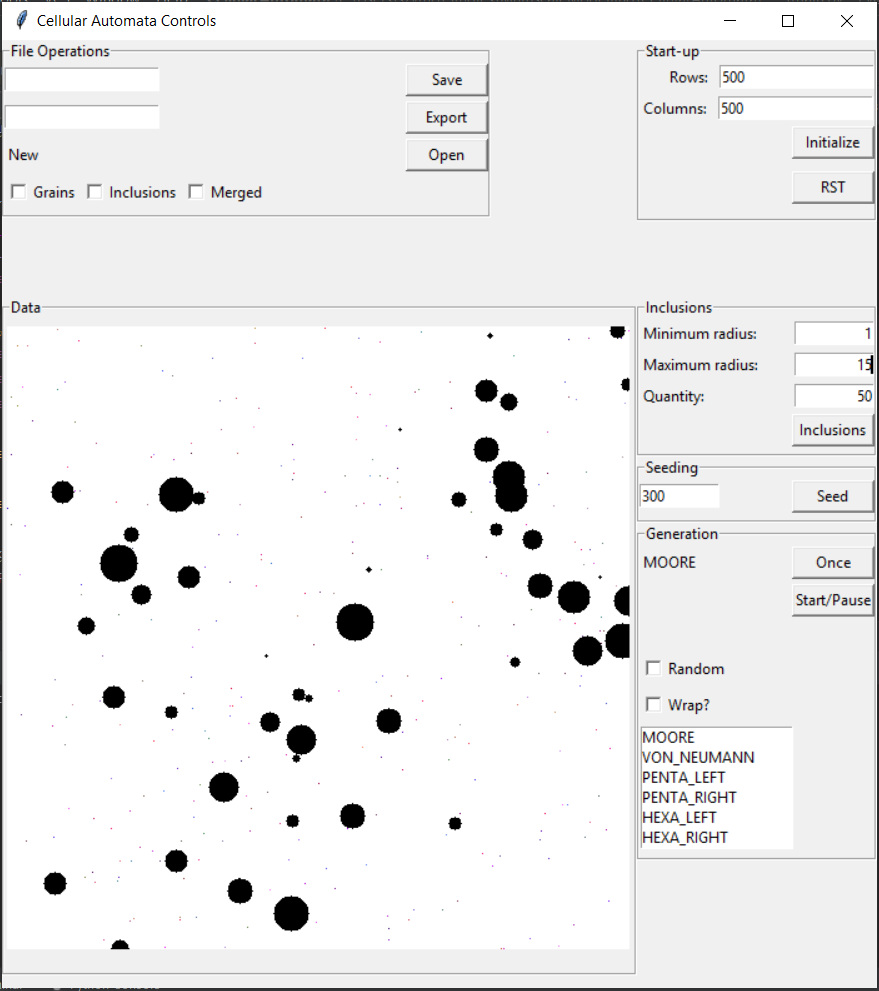 Cellular Automata Controls
File Operations
Save
Export
New
Open
Grains Inclusions Merged
Start-up
Rows: 500
Columns: 500
Initialize
RST
Data
Inclusions
Minimum radius: 1
Maximum radius: 15
Quantity: 50
Inclusions
Seeding
300 Seed
Generation
MOORE Once
Start/Pause
Random
Wrap?
MOORE
VON_NEUMANN
PENTA_LEFT
PENTA_RIGHT
HEXA_LEFT
HEXA_RIGHT